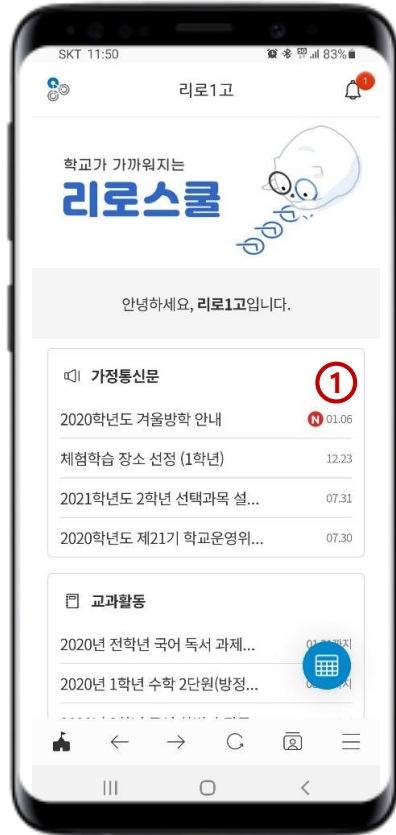 SKT 11:50 83%
리로1고 1
학교가 가까워지는
리로스쿨
안녕하세요, 리로1고입니다.
가정통신문 1
2020학년도 겨울방학 안내 N 01.06
체험학습 장소 선정 (1학년) 12.23
2021학년도 2학년 선택과목 설... 07.31
2020학년도 제21기 학교운영위... 07.30
교과활동
2020년 전학년 국어 독서 과제...
2020년 1학년 수학 2단원(방정...